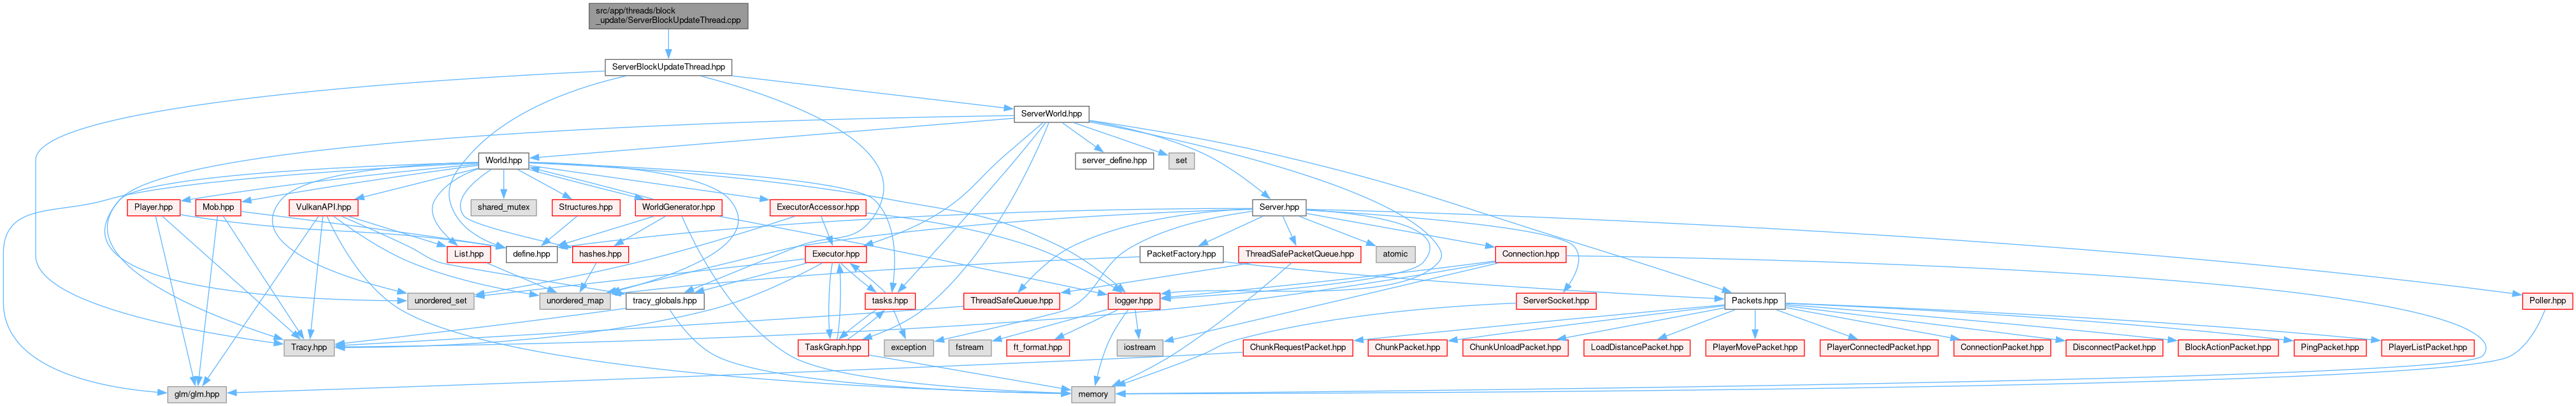 src/app/threads/block
_update/ServerBlockUpdateThread.cpp
ServerBlockUpdateThread.hpp
ServerWorld.hpp
World.hpp
server_define.hpp
set
Player.hpp
Mob.hpp
VulkanAPI.hpp
shared_mutex
Structures.hpp
WorldGenerator.hpp
ExecutorAccessor.hpp
Server.hpp
List.hpp
define.hpp
hashes.hpp
Executor.hpp
PacketFactory.hpp
ThreadSafePacketQueue.hpp
atomic
Connection.hpp
unordered_set
unordered_map
tracy_globals.hpp
tasks.hpp
ThreadSafeQueue.hpp
logger.hpp
ServerSocket.hpp
Packets.hpp
Poller.hpp
Tracy.hpp
TaskGraph.hpp
exception
fstream
ft_format.hpp
iostream
ChunkRequestPacket.hpp
ChunkPacket.hpp
ChunkUnloadPacket.hpp
LoadDistancePacket.hpp
PlayerMovePacket.hpp
PlayerConnectedPacket.hpp
ConnectionPacket.hpp
DisconnectPacket.hpp
BlockActionPacket.hpp
PingPacket.hpp
PlayerListPacket.hpp
glm/glm.hpp
memory